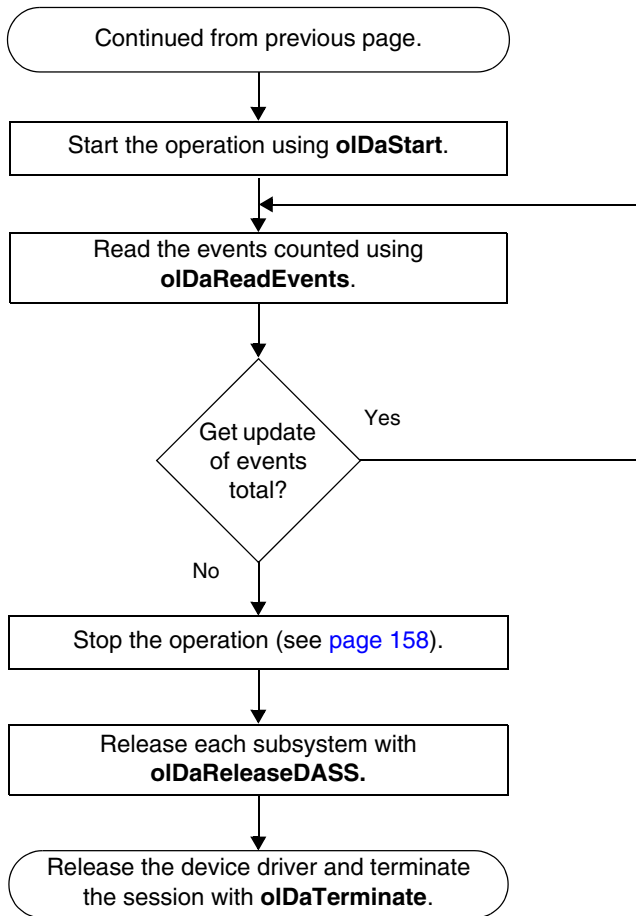 Continued from previous page.
Start the operation using olDaStart.
Read the events counted using
olDaReadEvents.
Get update
of events
total?
Yes
No
Stop the operation (see page 158).
Release each subsystem with
olDaReleaseDASS.
Release the device driver and terminate
the session with olDaTerminate.